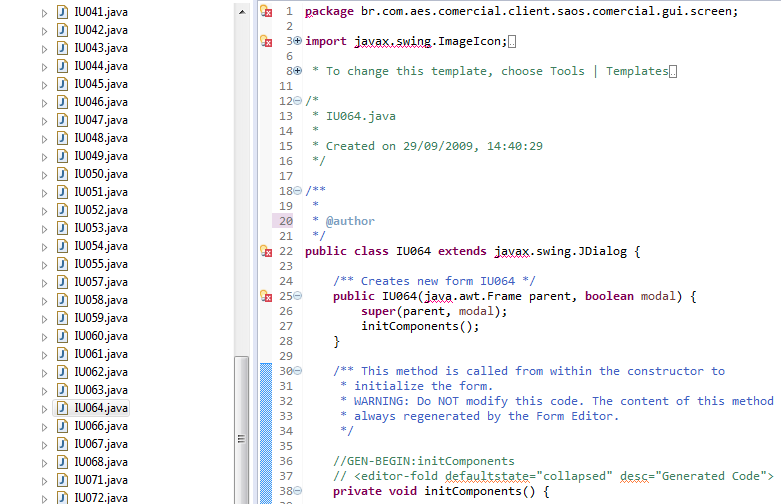 IU041.java
IU042.java
IU043.java
IU044.java
IU045.java
IU046.java
IU047.java
IU048.java
IU049.java
IU050.java
IU051.java
IU052.java
IU053.java
IU054.java
IU055.java
IU057.java
IU058.java
IU059.java
IU060.java
IU061.java
IU062.java
IU063.java
IU064.java
IU066.java
IU067.java
IU068.java
IU071.java
IU072.java
1 package br.com.aes.comercial.client.saos.comercial.gui.screen;
2
3 import javax.swing.ImageIcon;
6
8 * To change this template, choose Tools | Templates
11
12 /*
13 * IU064.java
14 *
15 * Created on 29/09/2009, 14:40:29
16 */
17
18 /**
19 *
20 * @author
21 */
22 public class IU064 extends javax.swing.JDialog {
23
24 /** Creates new form IU064 */
25 public IU064(java.awt.Frame parent, boolean modal) {
26 super(parent, modal);
27 initComponents();
28 }
29
30 /** This method is called from within the constructor to
31 * initialize the form.
32 * WARNING: Do NOT modify this code. The content of this method
33 * always regenerated by the Form Editor.
34 */
35
36 //GEN-BEGIN:initComponents
37 // <editor-fold defaultstate="collapsed" desc="Generated Code">
38 private void initComponents() {